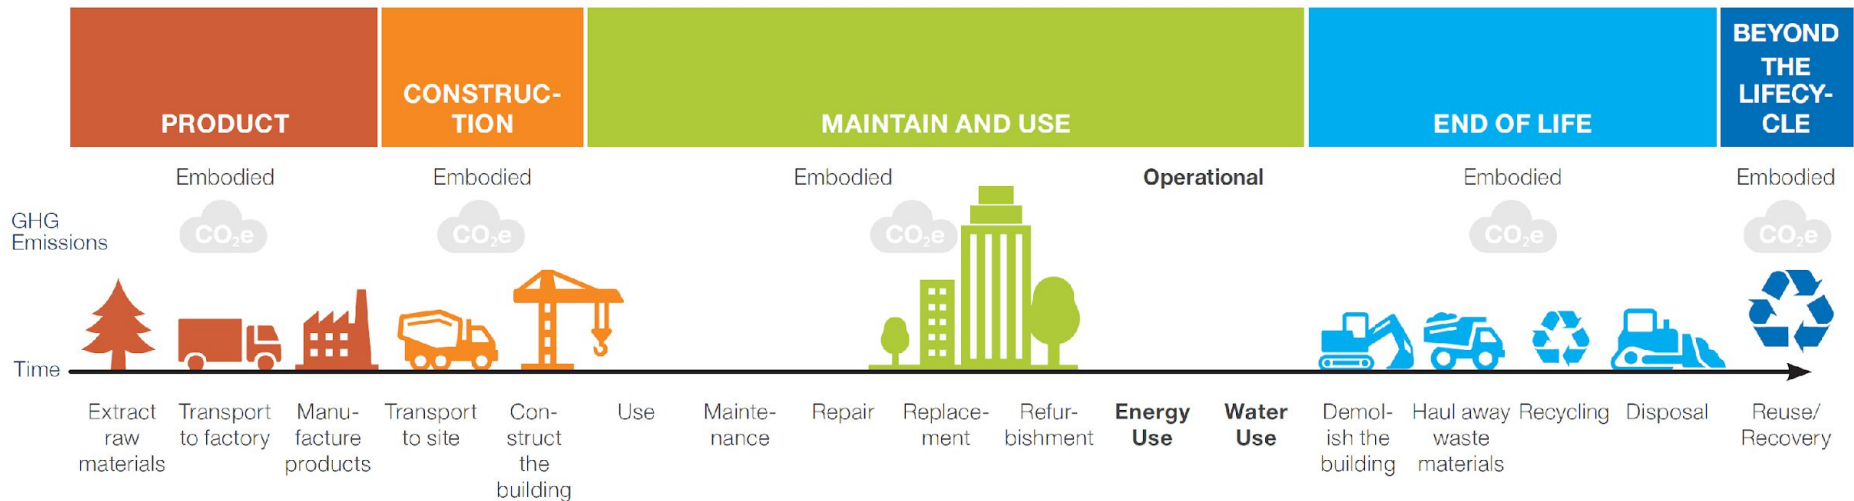 PRODUCT
CONSTRUC-
TION
MAINTAIN AND USE
END OF LIFE
BEYOND
THE
LIFECY-
CLE
Embodied
Embodied
Embodied
Operational
Embodied
Embodied
GHG
Emissions
CO₂e
CO₂e
CO₂e
CO₂e
CO₂e
Time
Extract
raw
materials
Transport
to factory
Manu-
facture
products
Transport
to site
Con-
struct
the
building
Use
Mainte-
nance
Repair
Replace-
ment
Refur-
bishment
Energy
Use
Water
Use
Demol-
ish the
building
Haul away
waste
materials
Recycling
Disposal
Reuse/
Recovery